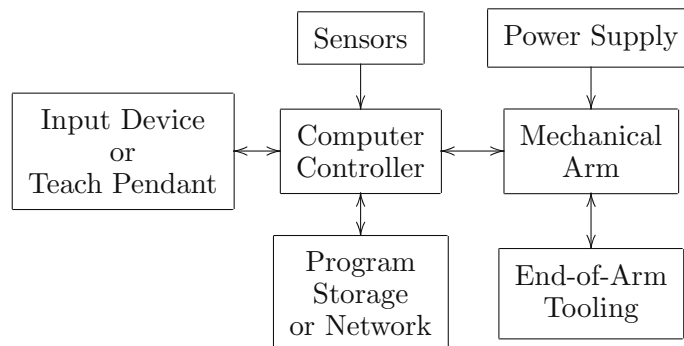 Sensors
Power Supply
Input Device
or
Teach Pendant
Computer
Controller
Mechanical
Arm
Program
Storage
or Network
End-of-Arm
Tooling